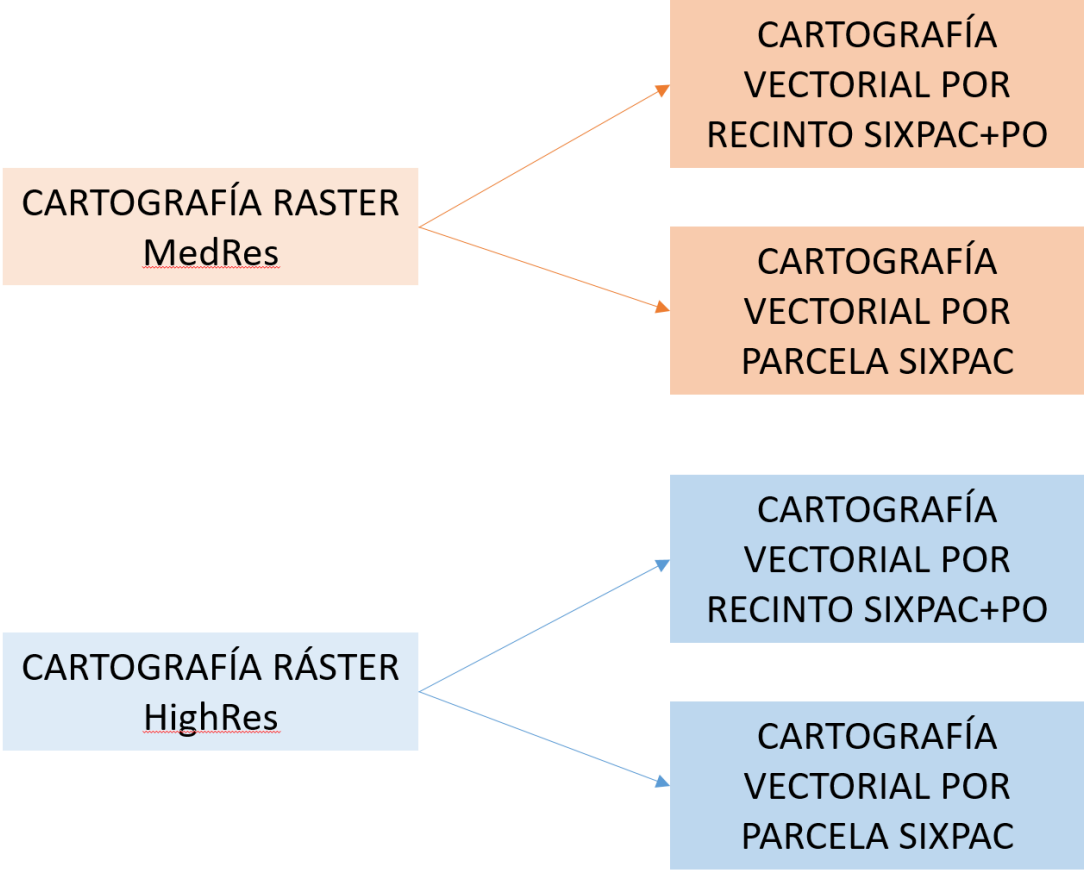 CARTOGRAFÍA RASTER
MedRes
CARTOGRAFÍA
VECTORIAL POR
RECINTO SIXPAC+PO
CARTOGRAFÍA
VECTORIAL POR
PARCELA SIXPAC
CARTOGRAFÍA RÁSTER
HighRes
CARTOGRAFÍA
VECTORIAL POR
RECINTO SIXPAC+PO
CARTOGRAFÍA
VECTORIAL POR
PARCELA SIXPAC